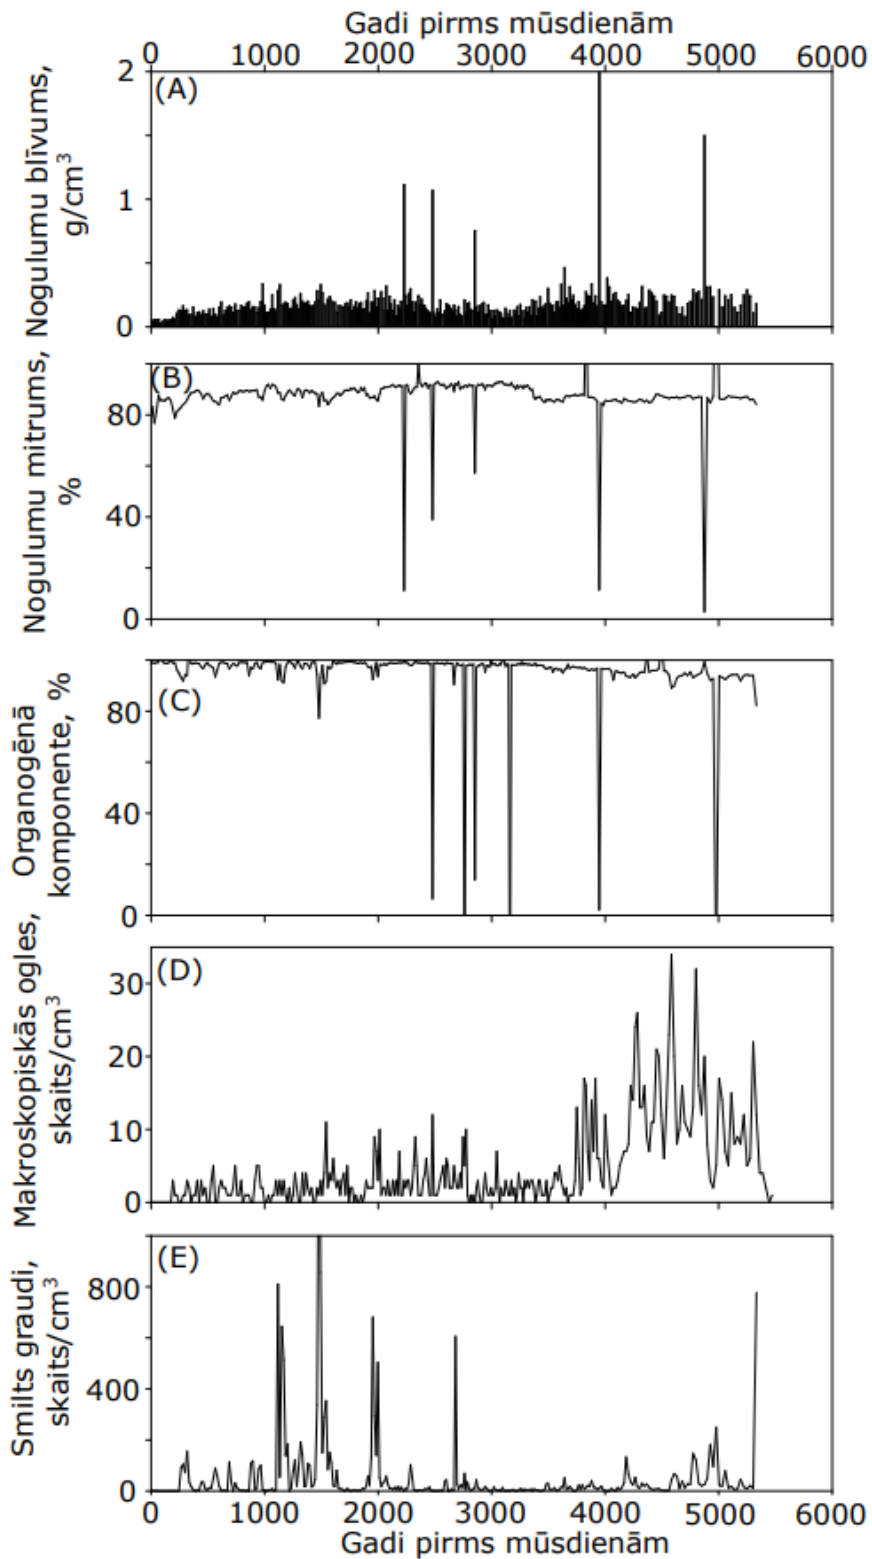 Gadi pirms mūsdienām
0 1000 2000 3000 4000 5000 6000
2
(A)
Nogulumu blīvums,
g/cm³
1
0
(B)
Nogulumu mitrums,
%
80
40
0
(C)
Organogēnā
komponente, %
80
40
0
(D)
Makroskopiskās ogles,
skaits/cm³
30
20
10
0
(E)
Smilts graudi,
skaits/cm³
800
400
0
0 1000 2000 3000 4000 5000 6000
Gadi pirms mūsdienām